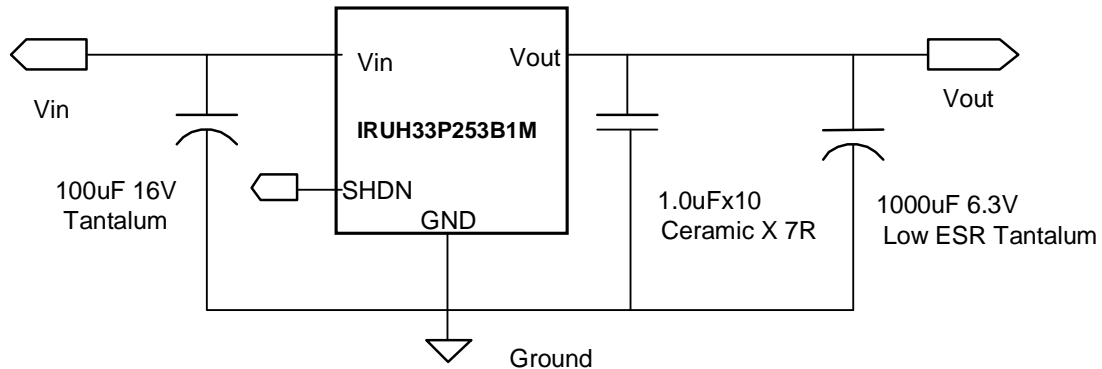 Vin
Vin
Vout
Vout
IRUH33P253B1M
100uF 16V
Tantalum
SHDN
GND
1.0uFx10
Ceramic X 7R
1000uF 6.3V
Low ESR Tantalum
Ground